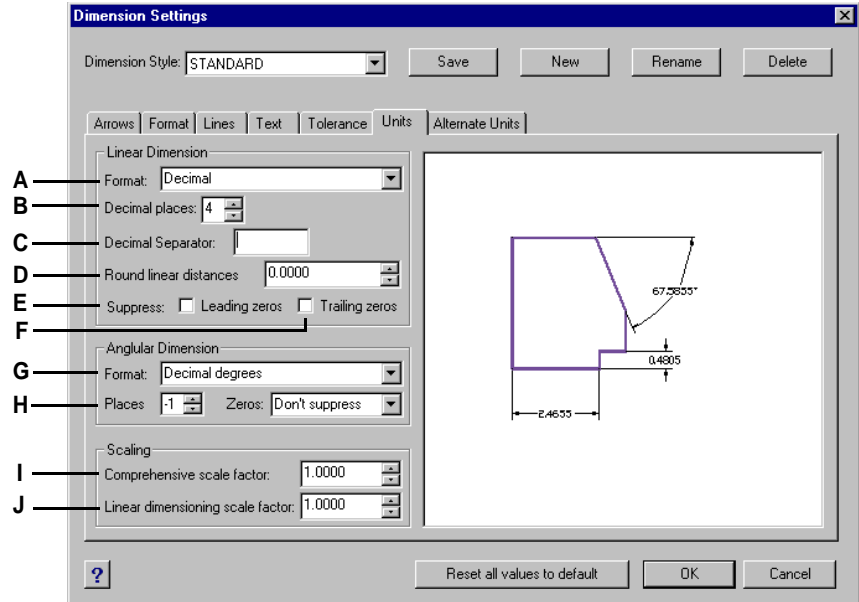 Dimension Settings
Dimension Style: STANDARD Save New Rename Delete
Arrows Format Lines Text Tolerance Units Alternate Units
Linear Dimension
A Format: Decimal
B Decimal places: 4
C Decimal Separator:
D Round linear distances 0.0000
E Suppress: Leading zeros Trailing zeros
F
Anglular Dimension
G Format: Decimal degrees
H Places -1 Zeros: Don't suppress
Scaling
I Comprehensive scale factor: 1.0000
J Linear dimensioning scale factor: 1.0000
67.5855°
0.4805
2.4655
? Reset all values to default OK Cancel